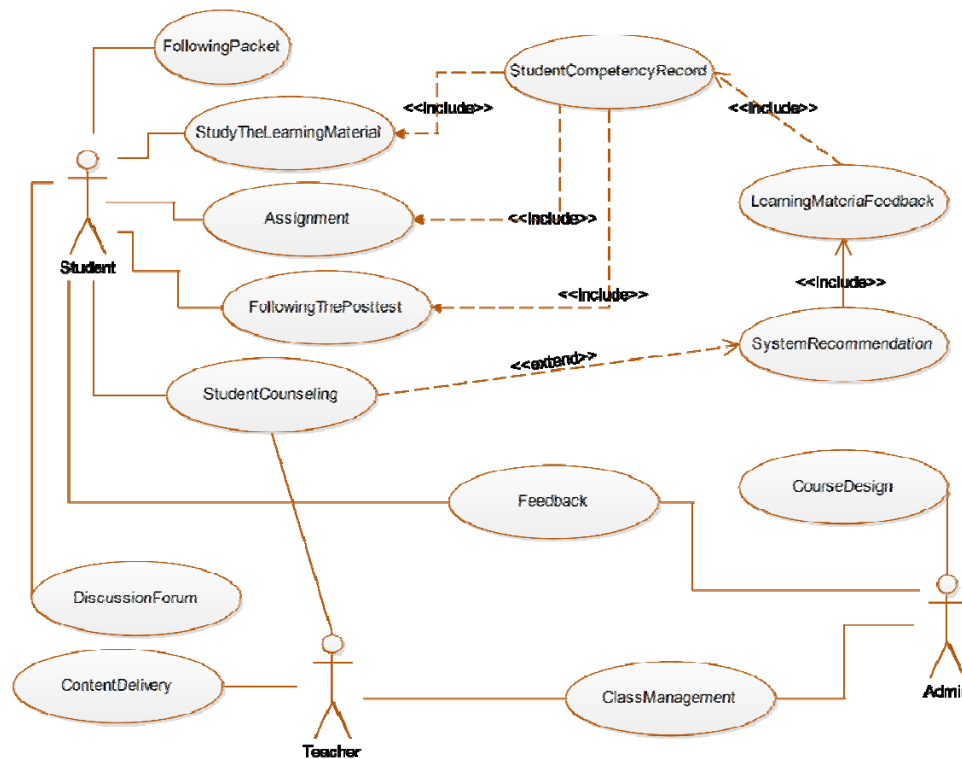 FollowingPacket
StudentCompetencyRecord
<<include>>
<<include>>
StudyTheLearningMaterial
LearningMateriaFeedback
Assignment
<<include>>
Student
<<include>>
<<include>>
FollowingThePosttest
SystemRecommendation
<<extend>>
StudentCounseling
CourseDesign
Feedback
DiscussionForum
ContentDelivery
ClassManagement
Admin
Teacher